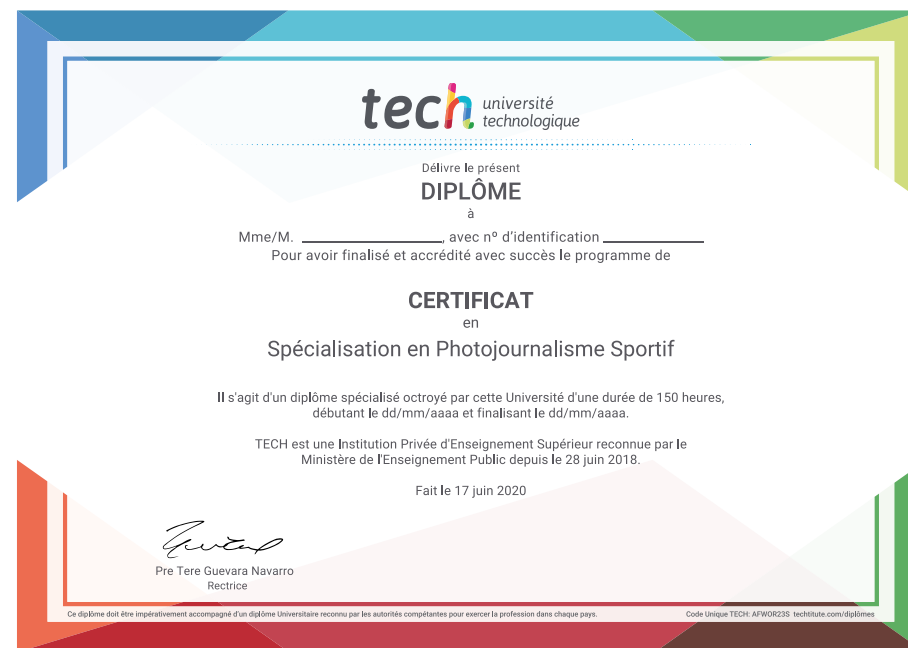 tech université
technologique
Délivre le présent
DIPLÔME
à
Mme/M. ____________________, avec nº d'identification ______________
Pour avoir finalisé et accrédité avec succès le programme de
CERTIFICAT
en
Spécialisation en Photojournalisme Sportif
Il s'agit d'un diplôme spécialisé octroyé par cette Université d'une durée de 150 heures,
débutant le dd/mm/aaaa et finalisant le dd/mm/aaaa.
TECH est une Institution Privée d'Enseignement Supérieur reconnue par le
Ministère de l'Enseignement Public depuis le 28 juin 2018.
Fait le 17 juin 2020
Pre Tere Guevara Navarro
Rectrice
Ce diplôme doit être impérativement accompagné d'un diplôme Universitaire reconnu par les autorités compétentes pour exercer la profession dans chaque pays.
Code Unique TECH: AFWOR23S techtitute.com/diplômes